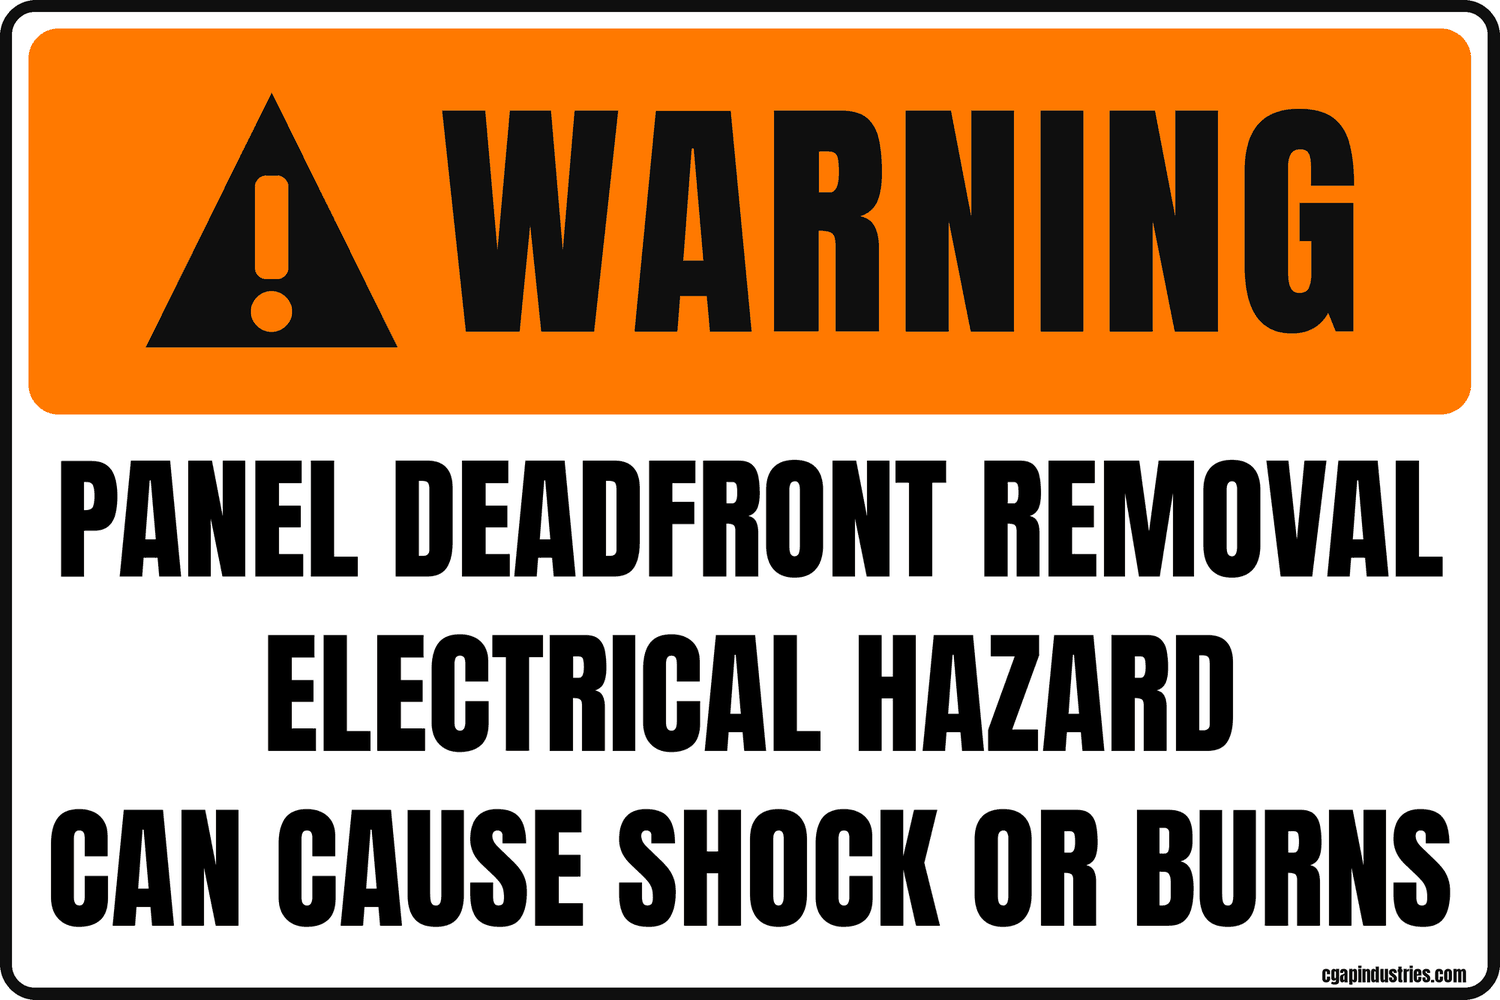 WARNING
PANEL DEADFRONT REMOVAL
ELECTRICAL HAZARD
CAN CAUSE SHOCK OR BURNS
cgapindustries.com